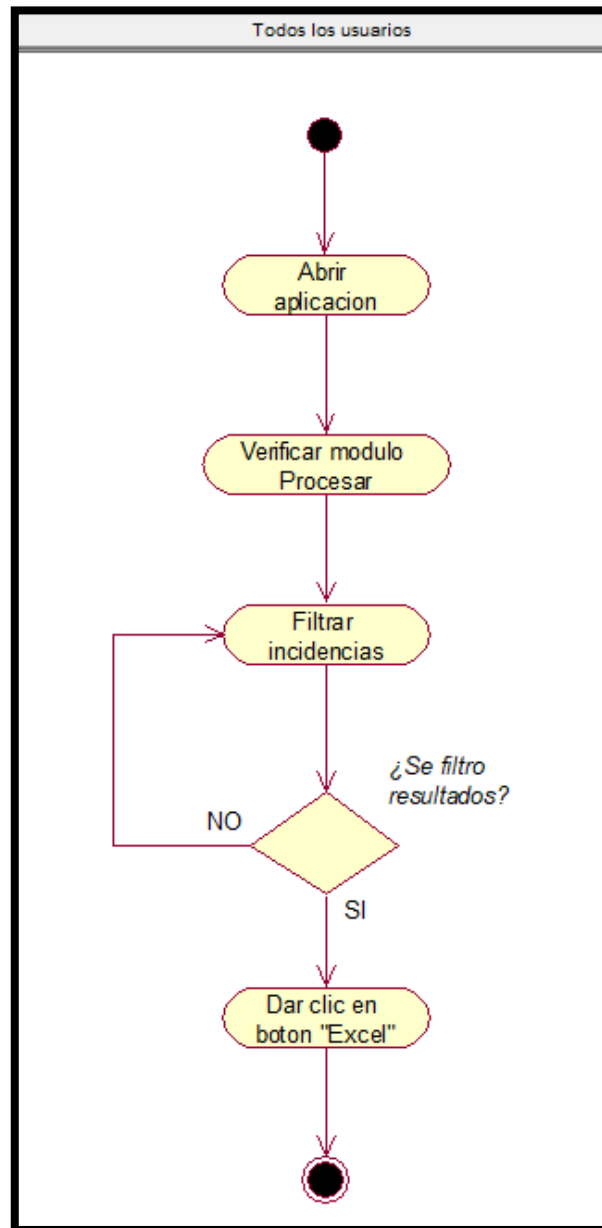 Todos los usuarios
Abrir
aplicacion
Verificar modulo
Procesar
Filtrar
incidencias
¿Se filtro
resultados?
NO
SI
Dar clic en
boton "Excel"